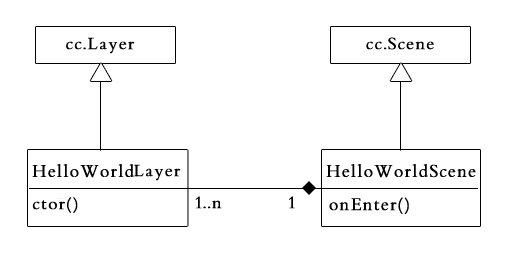 cc.Layer
cc.Scene
HelloWorldLayer
ctor()
1..n
1
HelloWorldScene
onEnter()